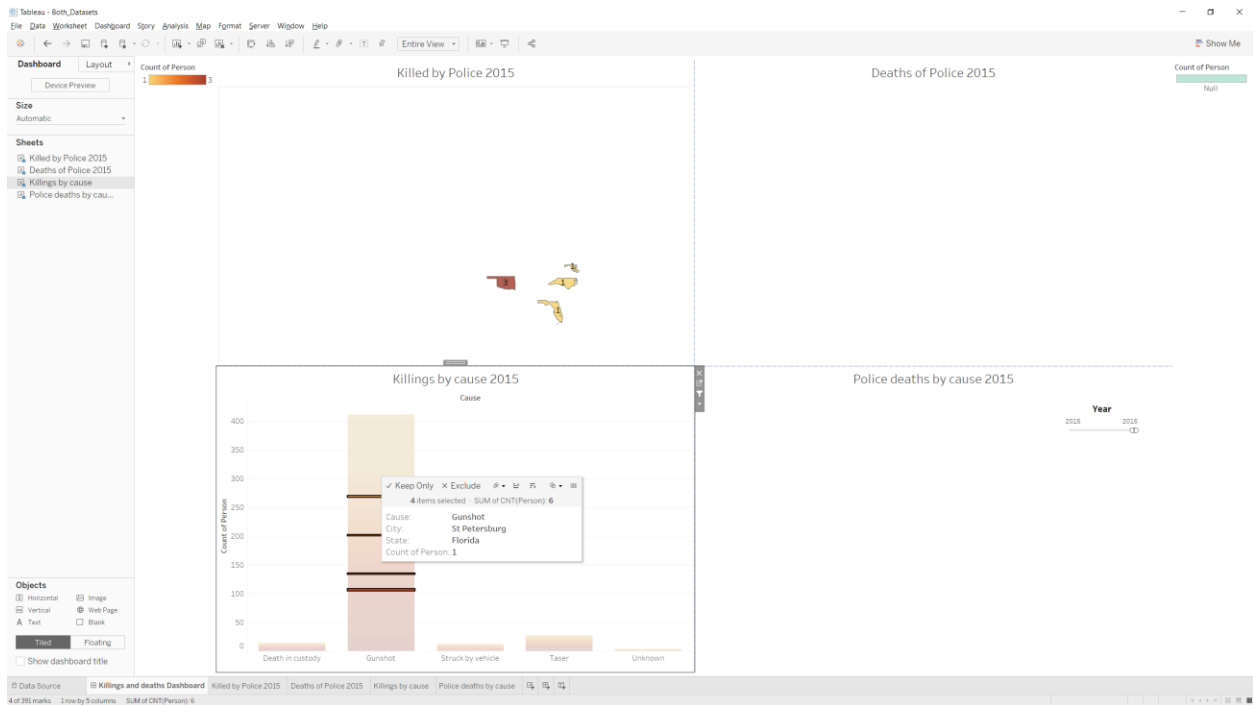 Tableau - Both_Datasets
File Data Worksheet Dashboard Story Analysis Map Format Server Window Help
Entire View
Show Me
Dashboard Layout
Device Preview
Size
Automatic
Sheets
Killed by Police 2015
Deaths of Police 2015
Killings by cause
Police deaths by cau...
Objects
Horizontal Image
Vertical Web Page
A Text Blank
Tiled Floating
Show dashboard title
Count of Person
1 3
Killed by Police 2015
1
3
1
1
Deaths of Police 2015
Count of Person
Null
Killings by cause 2015
Cause
Count of Person
400
350
300
250
200
150
100
50
0
Keep Only Exclude
4 items selected · SUM of CNT(Person): 6
Cause: Gunshot
City: St Petersburg
State: Florida
Count of Person: 1
Death in custody Gunshot Struck by vehicle Taser Unknown
Police deaths by cause 2015
Year
2015 2015
Data Source Killings and deaths Dashboard Killed by Police 2015 Deaths of Police 2015 Killings by cause Police deaths by cause
4 of 391 marks 1 row by 5 columns SUM of CNT(Person): 6